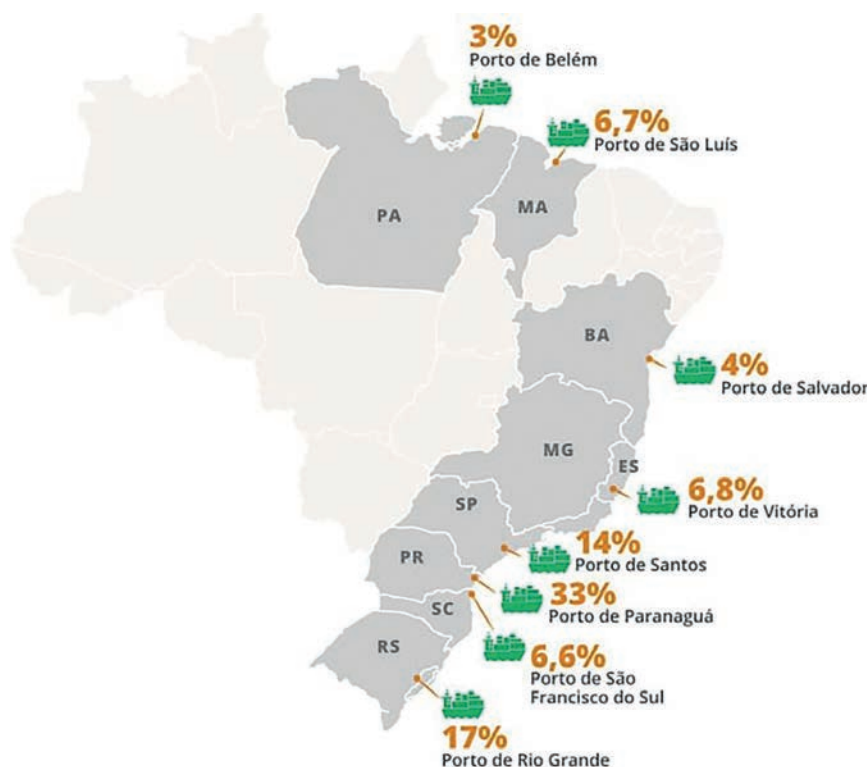 3%
Porto de Belém
6,7%
Porto de São Luís
PA
MA
BA
4%
Porto de Salvador
MG
ES
6,8%
Porto de Vitória
SP
14%
Porto de Santos
PR
33%
Porto de Paranaguá
SC
6,6%
Porto de São
Francisco do Sul
RS
17%
Porto de Rio Grande